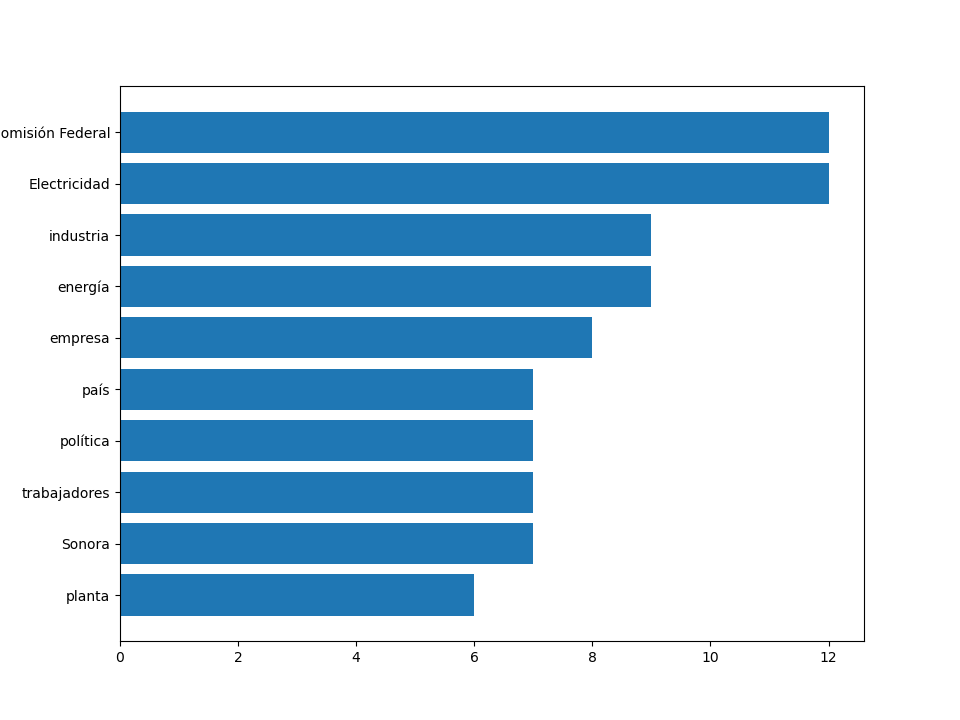 omisión Federal
Electricidad
industria
energía
empresa
país
política
trabajadores
Sonora
planta
0 2 4 6 8 10 12